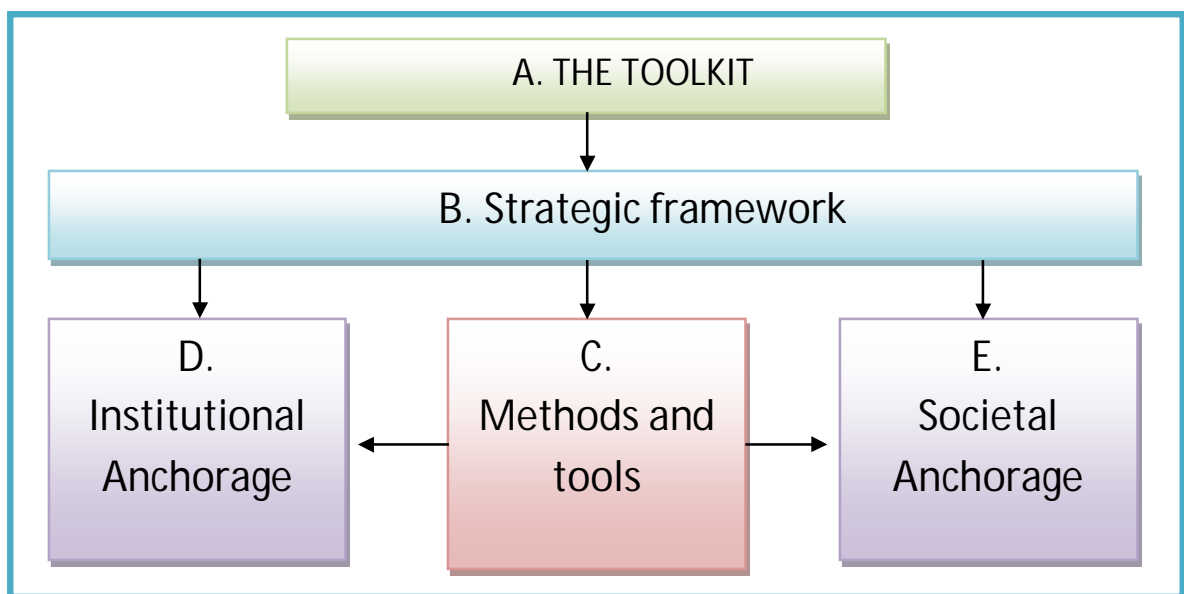 A. THE TOOLKIT
B. Strategic framework
D.
Institutional
Anchorage
C.
Methods and
tools
E.
Societal
Anchorage